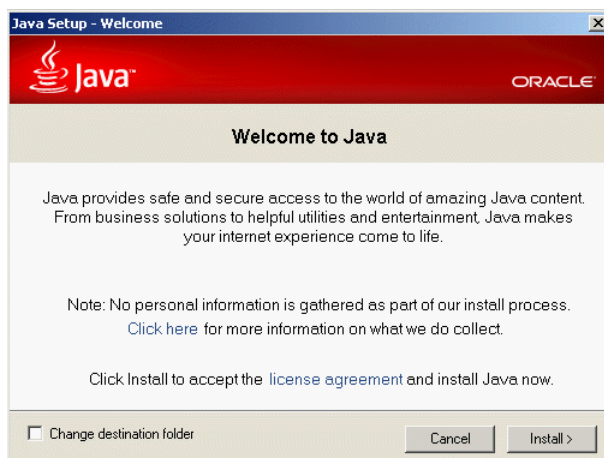 Java Setup - Welcome
Java™
ORACLE
Welcome to Java
Java provides safe and secure access to the world of amazing Java content.
From business solutions to helpful utilities and entertainment, Java makes
your internet experience come to life.
Note: No personal information is gathered as part of our install process.
Click here for more information on what we do collect.
Click Install to accept the license agreement and install Java now.
Change destination folder
Cancel
Install >